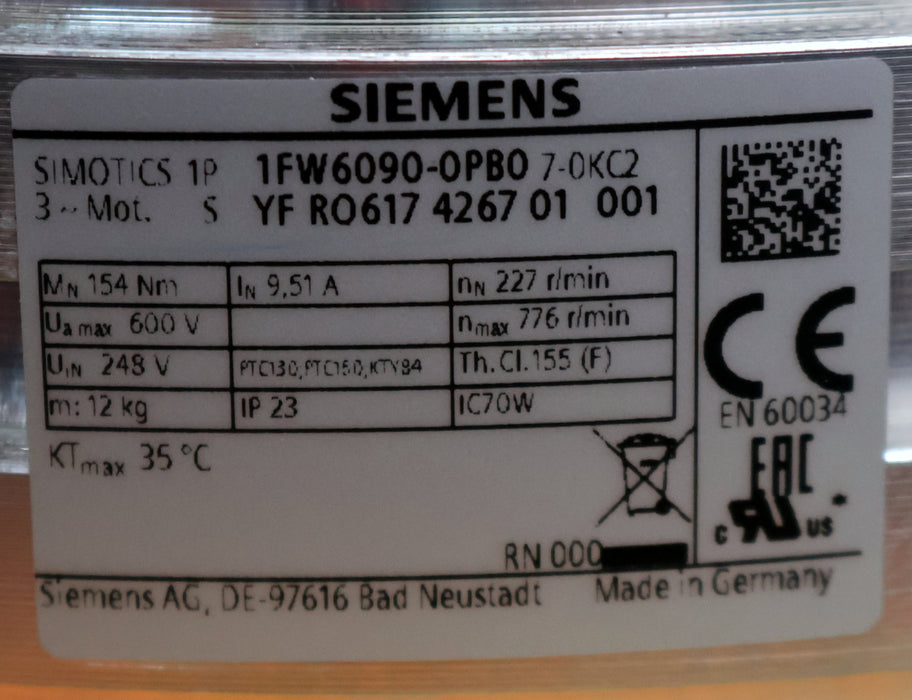 SIEMENS
SIMOTICS 1P 1FW6090-0PB0 7-0KC2
3 ~ Mot. S YF R0617 4267 01 001
MN 154 Nm IN 9,51 A nN 227 r/min
Ua max 600 V nmax 776 r/min
UIN 248 V PTC130,PTC150,KTY84 Th.Cl.155 (F)
m: 12 kg IP 23 IC70W
KTmax 35 °C
CE
EN 60034
EAC
c RU US *
RN 000
Siemens AG, DE-97616 Bad Neustadt Made in Germany